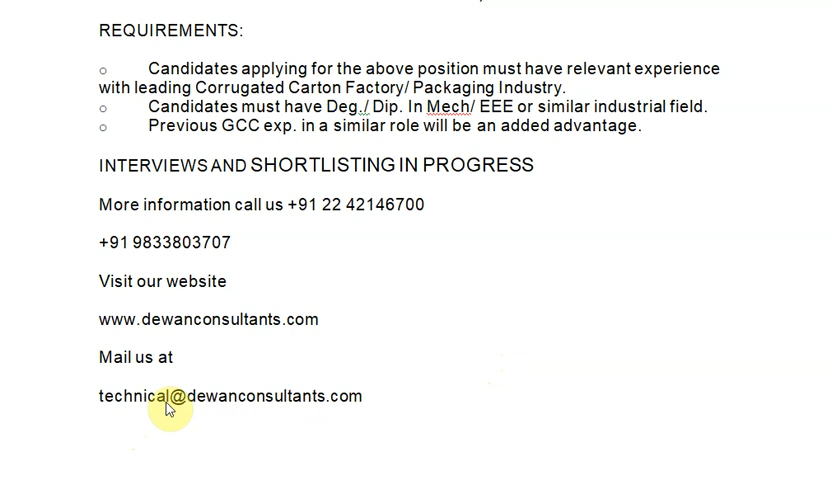 REQUIREMENTS:
o Candidates applying for the above position must have relevant experience
with leading Corrugated Carton Factory/ Packaging Industry.
o Candidates must have Deg./ Dip. In Mech/ EEE or similar industrial field.
o Previous GCC exp. in a similar role will be an added advantage.
INTERVIEWS AND SHORTLISTING IN PROGRESS
More information call us +91 22 42146700
+91 9833803707
Visit our website
www.dewanconsultants.com
Mail us at
technical@dewanconsultants.com